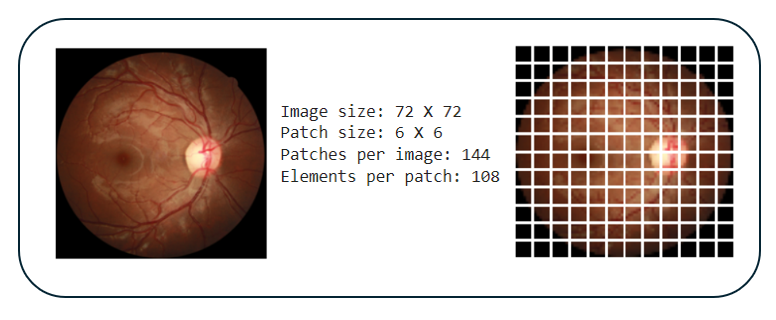 Image size: 72 X 72
Patch size: 6 X 6
Patches per image: 144
Elements per patch: 108